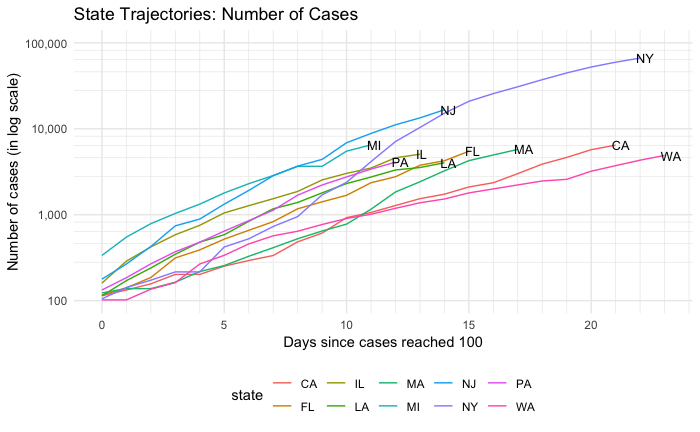 State Trajectories: Number of Cases
Number of cases (in log scale)
100,000
10,000
1,000
100
NY
NJ
MI
PA
IL
LA
FL
MA
CA
WA
0 5 10 15 20
Days since cases reached 100
state
CA IL MA NJ PA
FL LA MI NY WA